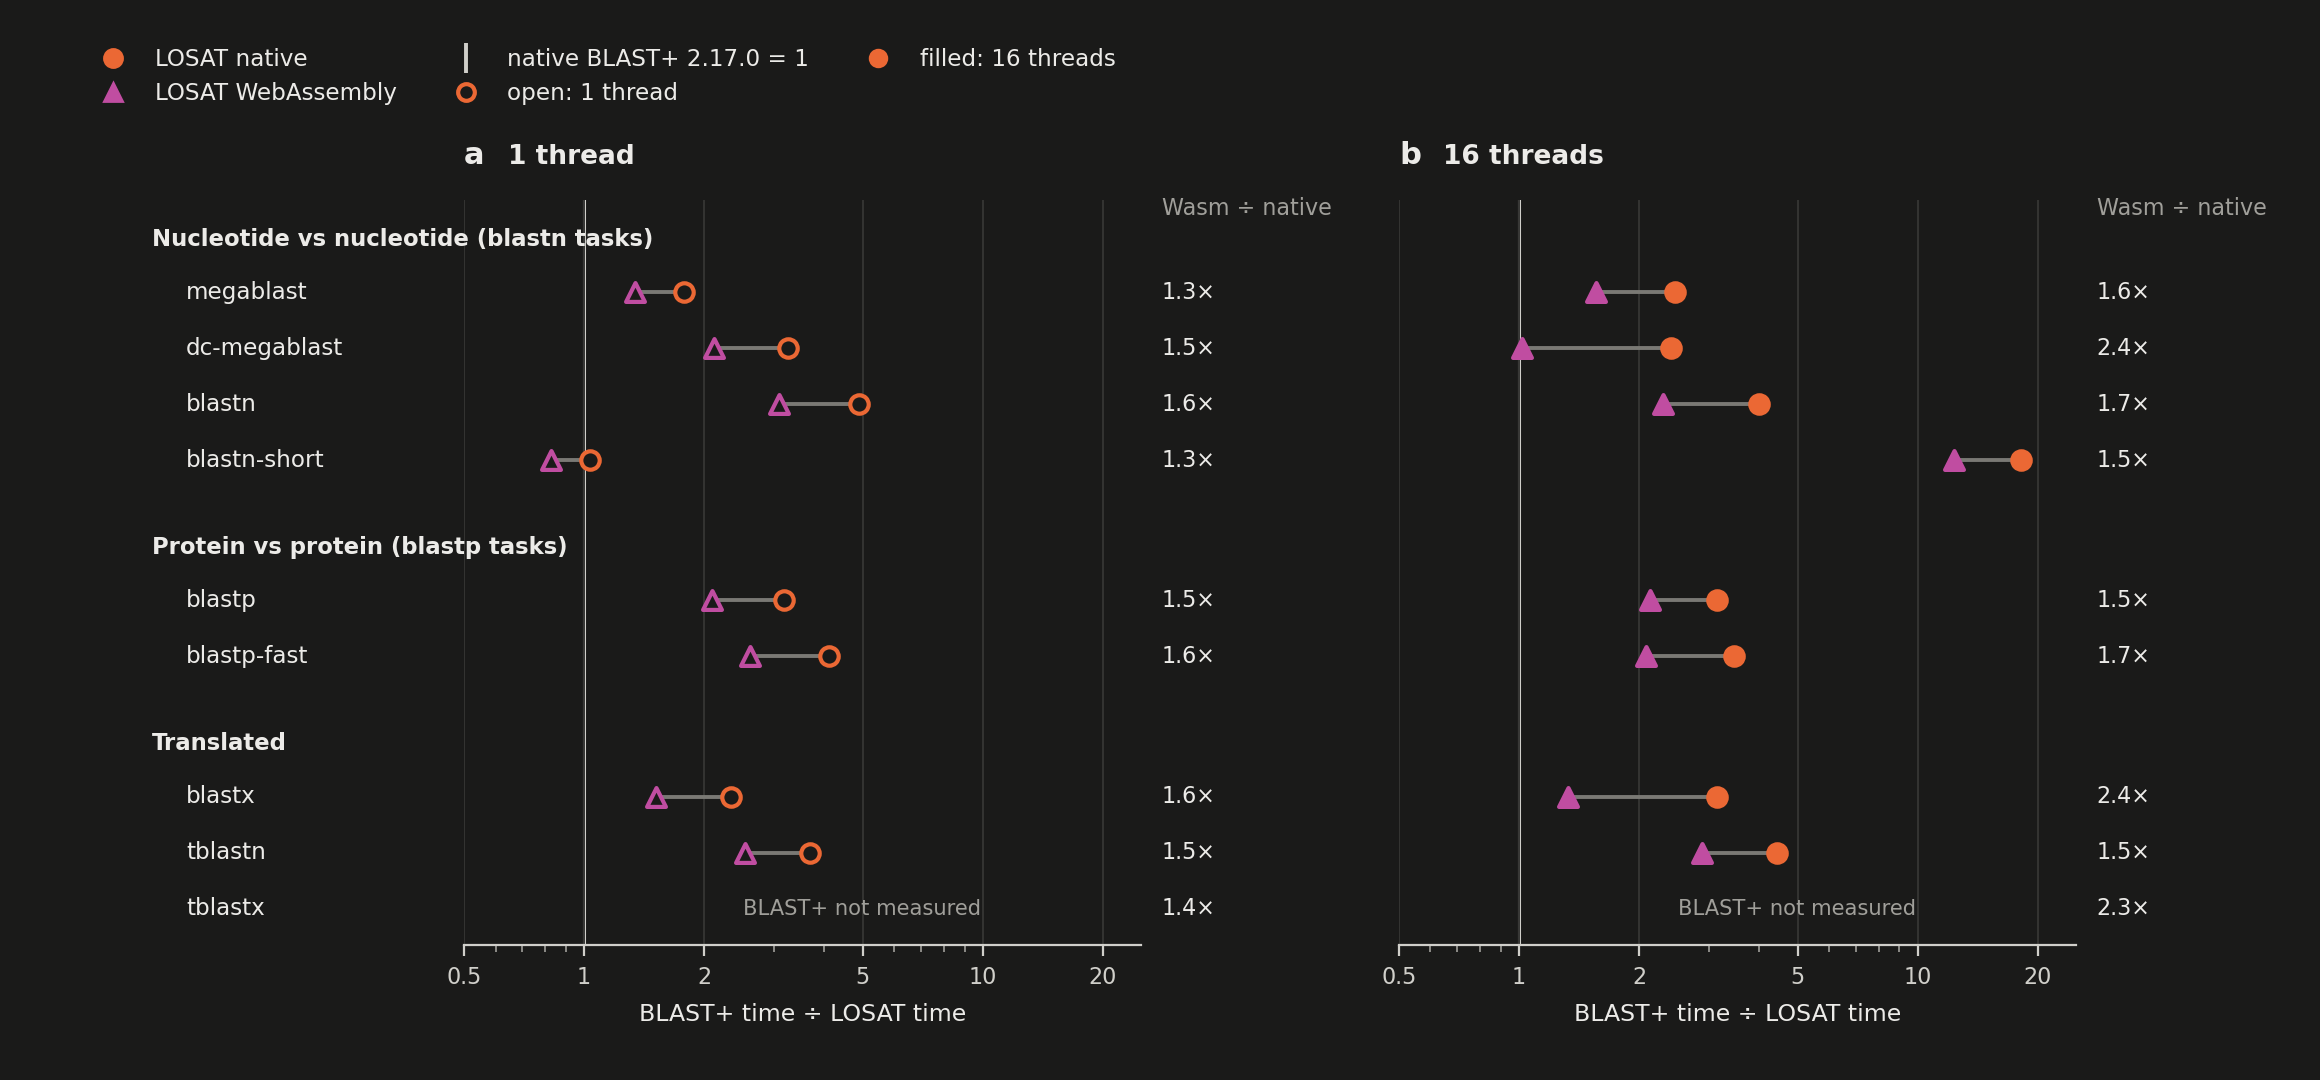 LOSAT native
native BLAST+ 2.17.0 = 1
filled: 16 threads
LOSAT WebAssembly
open: 1 thread
a 1 thread
b 16 threads
Wasm ÷ native
Wasm ÷ native
Nucleotide vs nucleotide (blastn tasks)
megablast 1.3× 1.6×
dc-megablast 1.5× 2.4×
blastn 1.6× 1.7×
blastn-short 1.3× 1.5×
Protein vs protein (blastp tasks)
blastp 1.5× 1.5×
blastp-fast 1.6× 1.7×
Translated
blastx 1.6× 2.4×
tblastn 1.5× 1.5×
tblastx BLAST+ not measured 1.4× BLAST+ not measured 2.3×
0.5 1 2 5 10 20 0.5 1 2 5 10 20
BLAST+ time ÷ LOSAT time
BLAST+ time ÷ LOSAT time